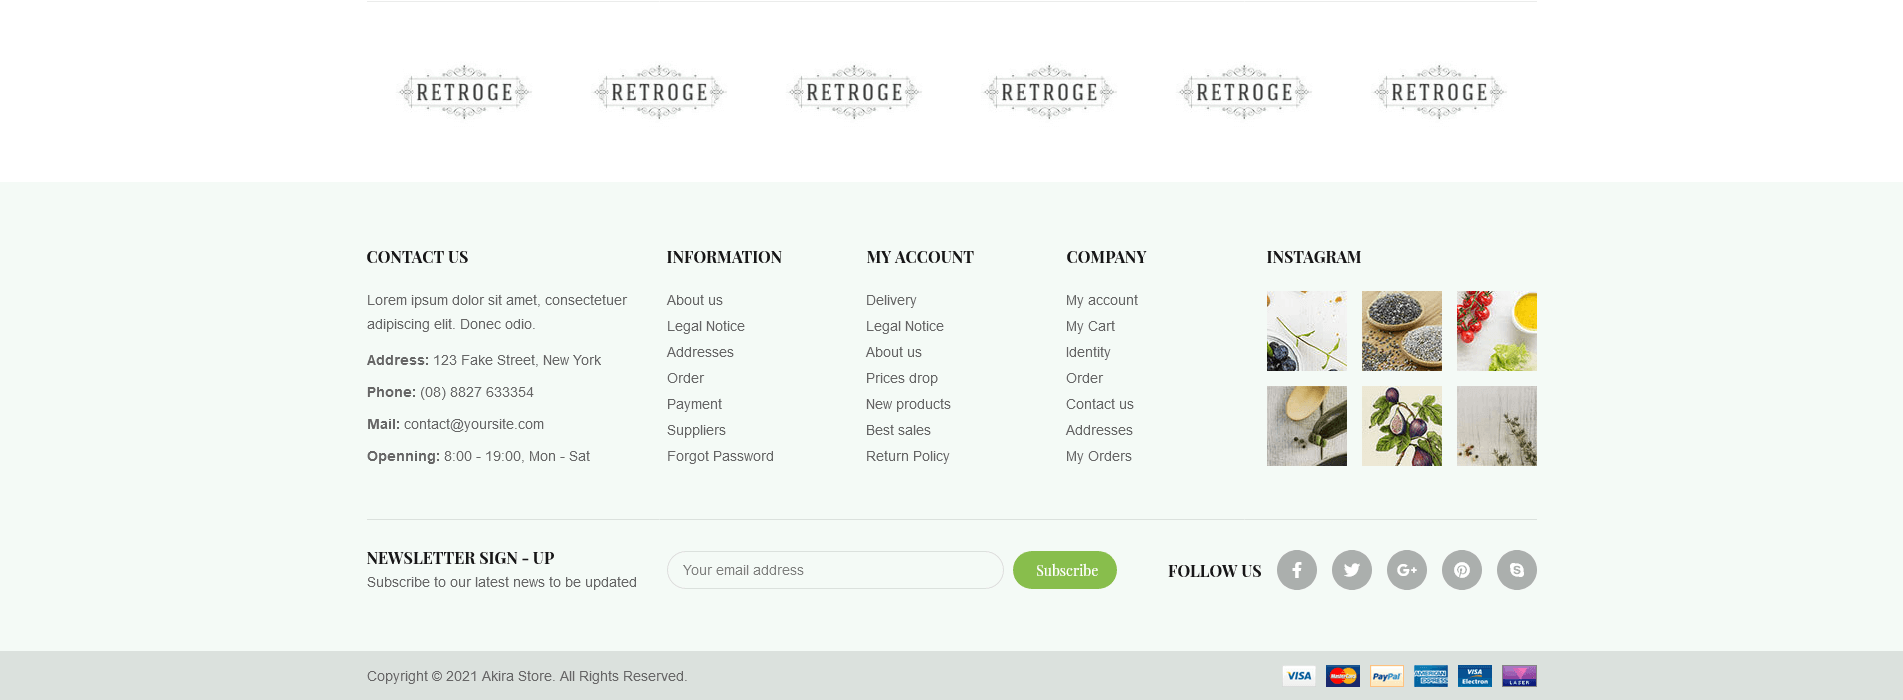 RETROGE RETROGE RETROGE RETROGE RETROGE RETROGE
CONTACT US
Lorem ipsum dolor sit amet, consectetuer
adipiscing elit. Donec odio.
Address: 123 Fake Street, New York
Phone: (08) 8827 633354
Mail: contact@yoursite.com
Openning: 8:00 - 19:00, Mon - Sat
INFORMATION
About us
Legal Notice
Addresses
Order
Payment
Suppliers
Forgot Password
MY ACCOUNT
Delivery
Legal Notice
About us
Prices drop
New products
Best sales
Return Policy
COMPANY
My account
My Cart
Identity
Order
Contact us
Addresses
My Orders
INSTAGRAM
NEWSLETTER SIGN - UP
Subscribe to our latest news to be updated
Your email address
Subscribe
FOLLOW US
Copyright © 2021 Akira Store. All Rights Reserved.
VISA MasterCard PayPal AMERICAN EXPRESS VISA Electron LASER